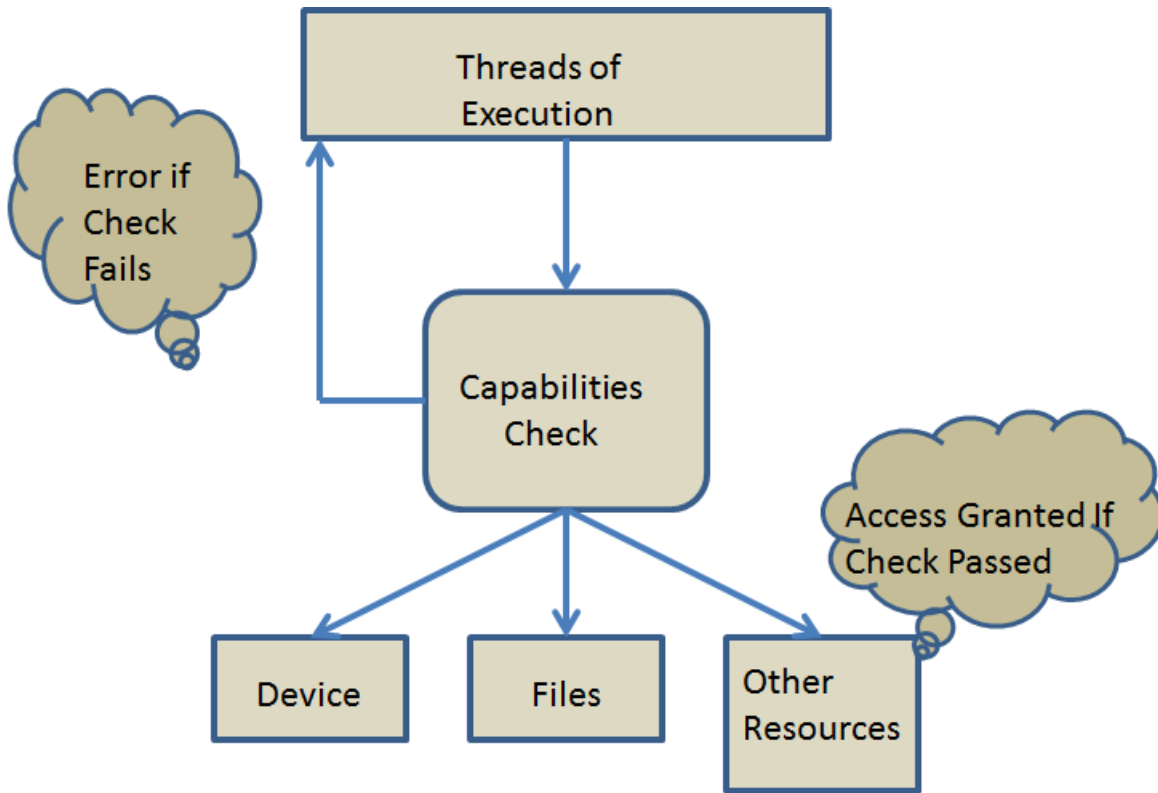 Threads of
Execution
Error if
Check
Fails
Capabilities
Check
Access Granted If
Check Passed
Device
Files
Other
Resources